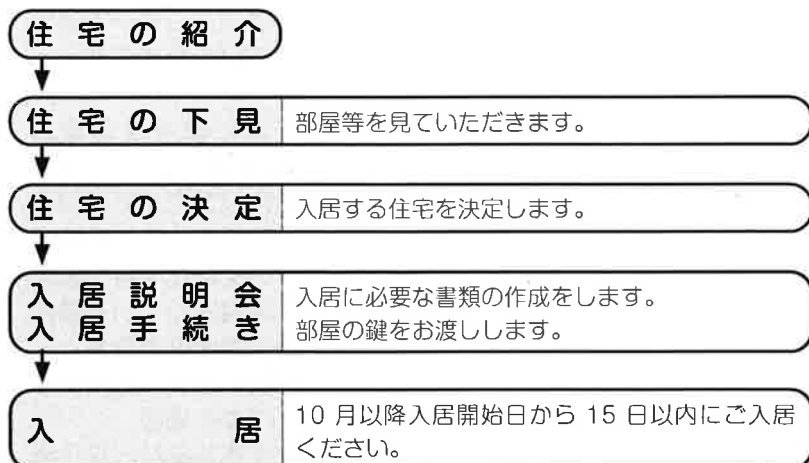 住宅の紹介
住宅の下見
部屋等を見ていただきます。
住宅の決定
入居する住宅を決定します。
入居説明会
入居手続き
入居に必要な書類の作成をします。
部屋の鍵をお渡しします。
入居
10 月以降入居開始日から 15 日以内にご入居
ください。